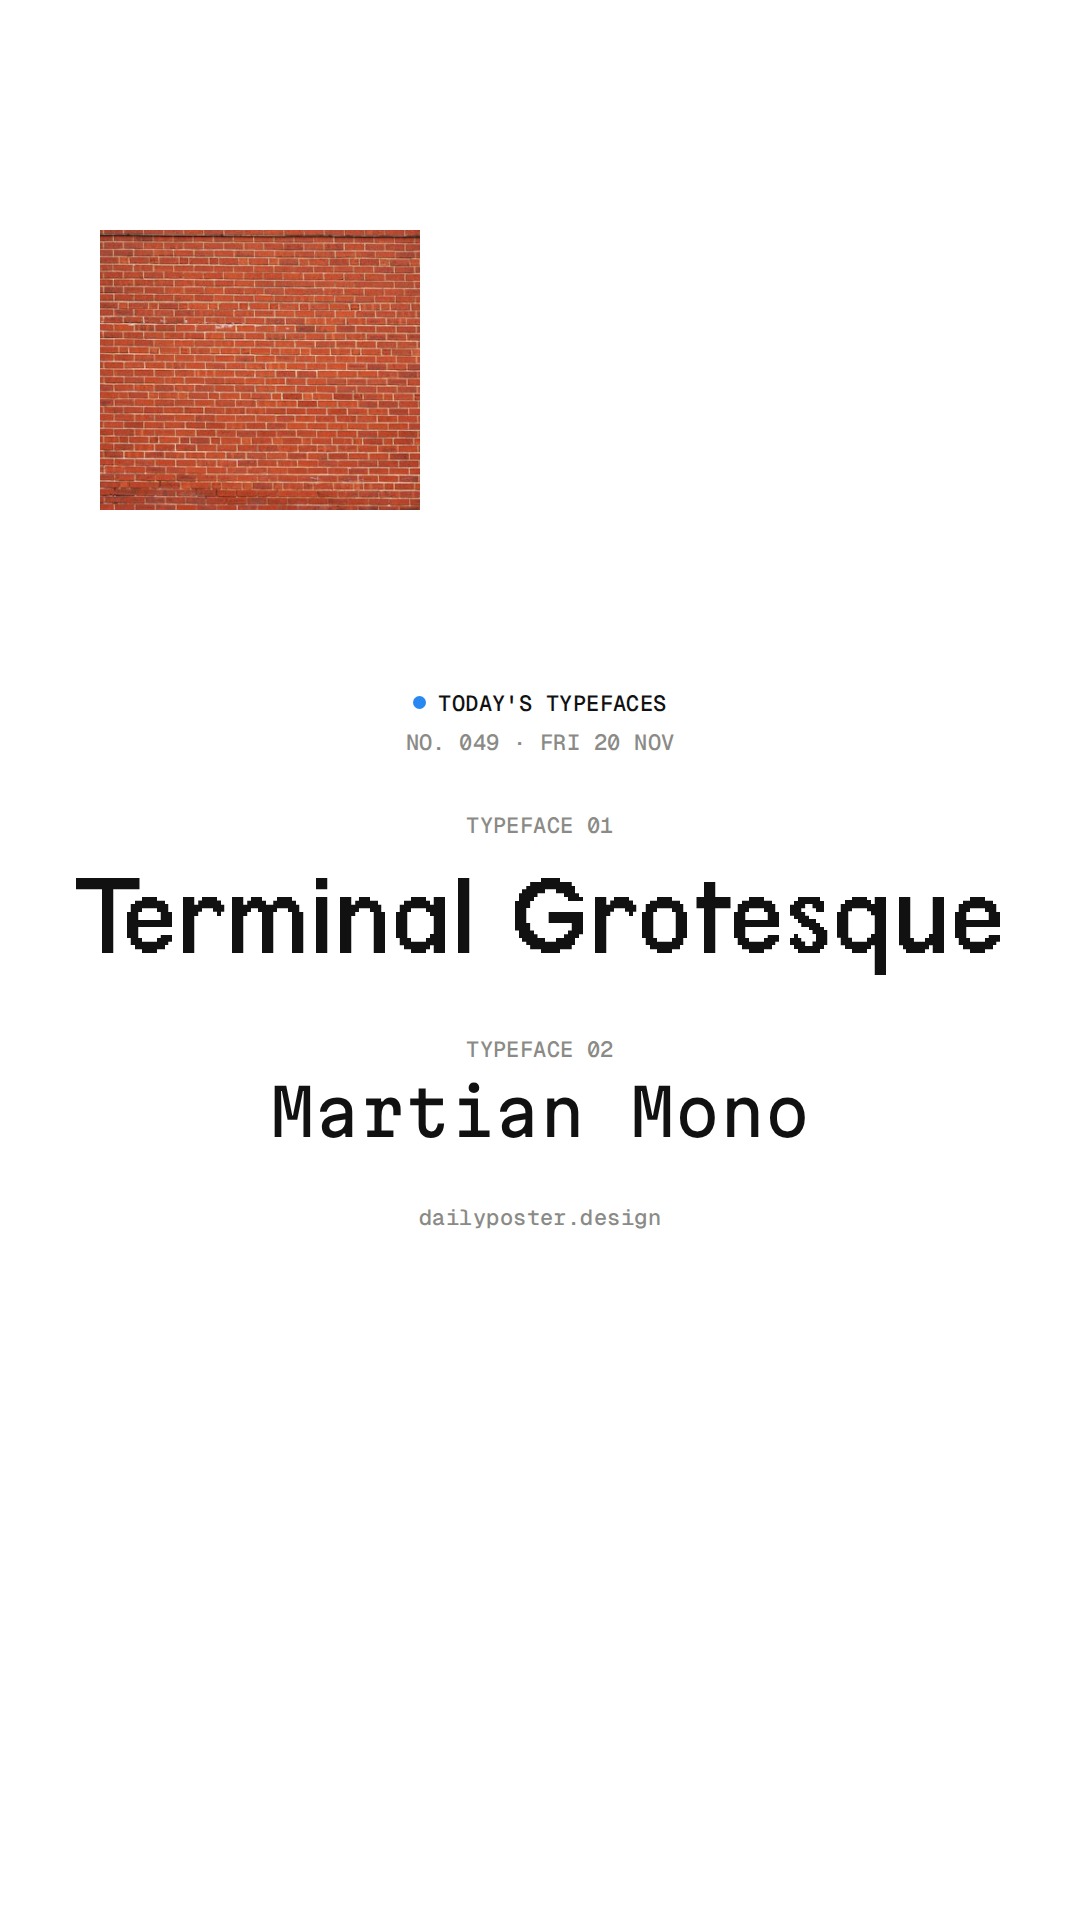 TODAY'S TYPEFACES
NO. 049 · FRI 20 NOV
TYPEFACE 01
Terminal Grotesque
TYPEFACE 02
Martian Mono
dailyposter.design